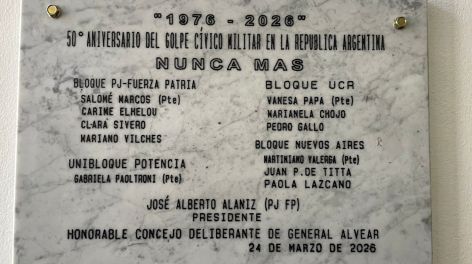 "1976 - 2026"
50° ANIVERSARIO DEL GOLPE CÍVICO MILITAR EN LA REPUBLICA ARGENTINA
NUNCA MAS
BLOQUE PJ-FUERZA PATRIA
SALOMÉ MARCOS (Pte)
CARIME ELHELOU
CLARÁ SIVERO
MARIANO VILCHES
UNIBLOQUE POTENCIA
GABRIELA PAOLTRONI (Pte)
BLOQUE UCR
VANESA PAPA (Pte)
MARIANELA CHOJO
PEDRO GALLO
BLOQUE NUEVOS AIRES
MARTINIANO VALERGA (Pte)
JUAN P.DE TITTA
PAOLA LAZCANO
JOSÉ ALBERTO ALANIZ (PJ FP)
PRESIDENTE
HONORABLE CONCEJO DELIBERANTE DE GENERAL ALVEAR
24 DE MARZO DE 2026